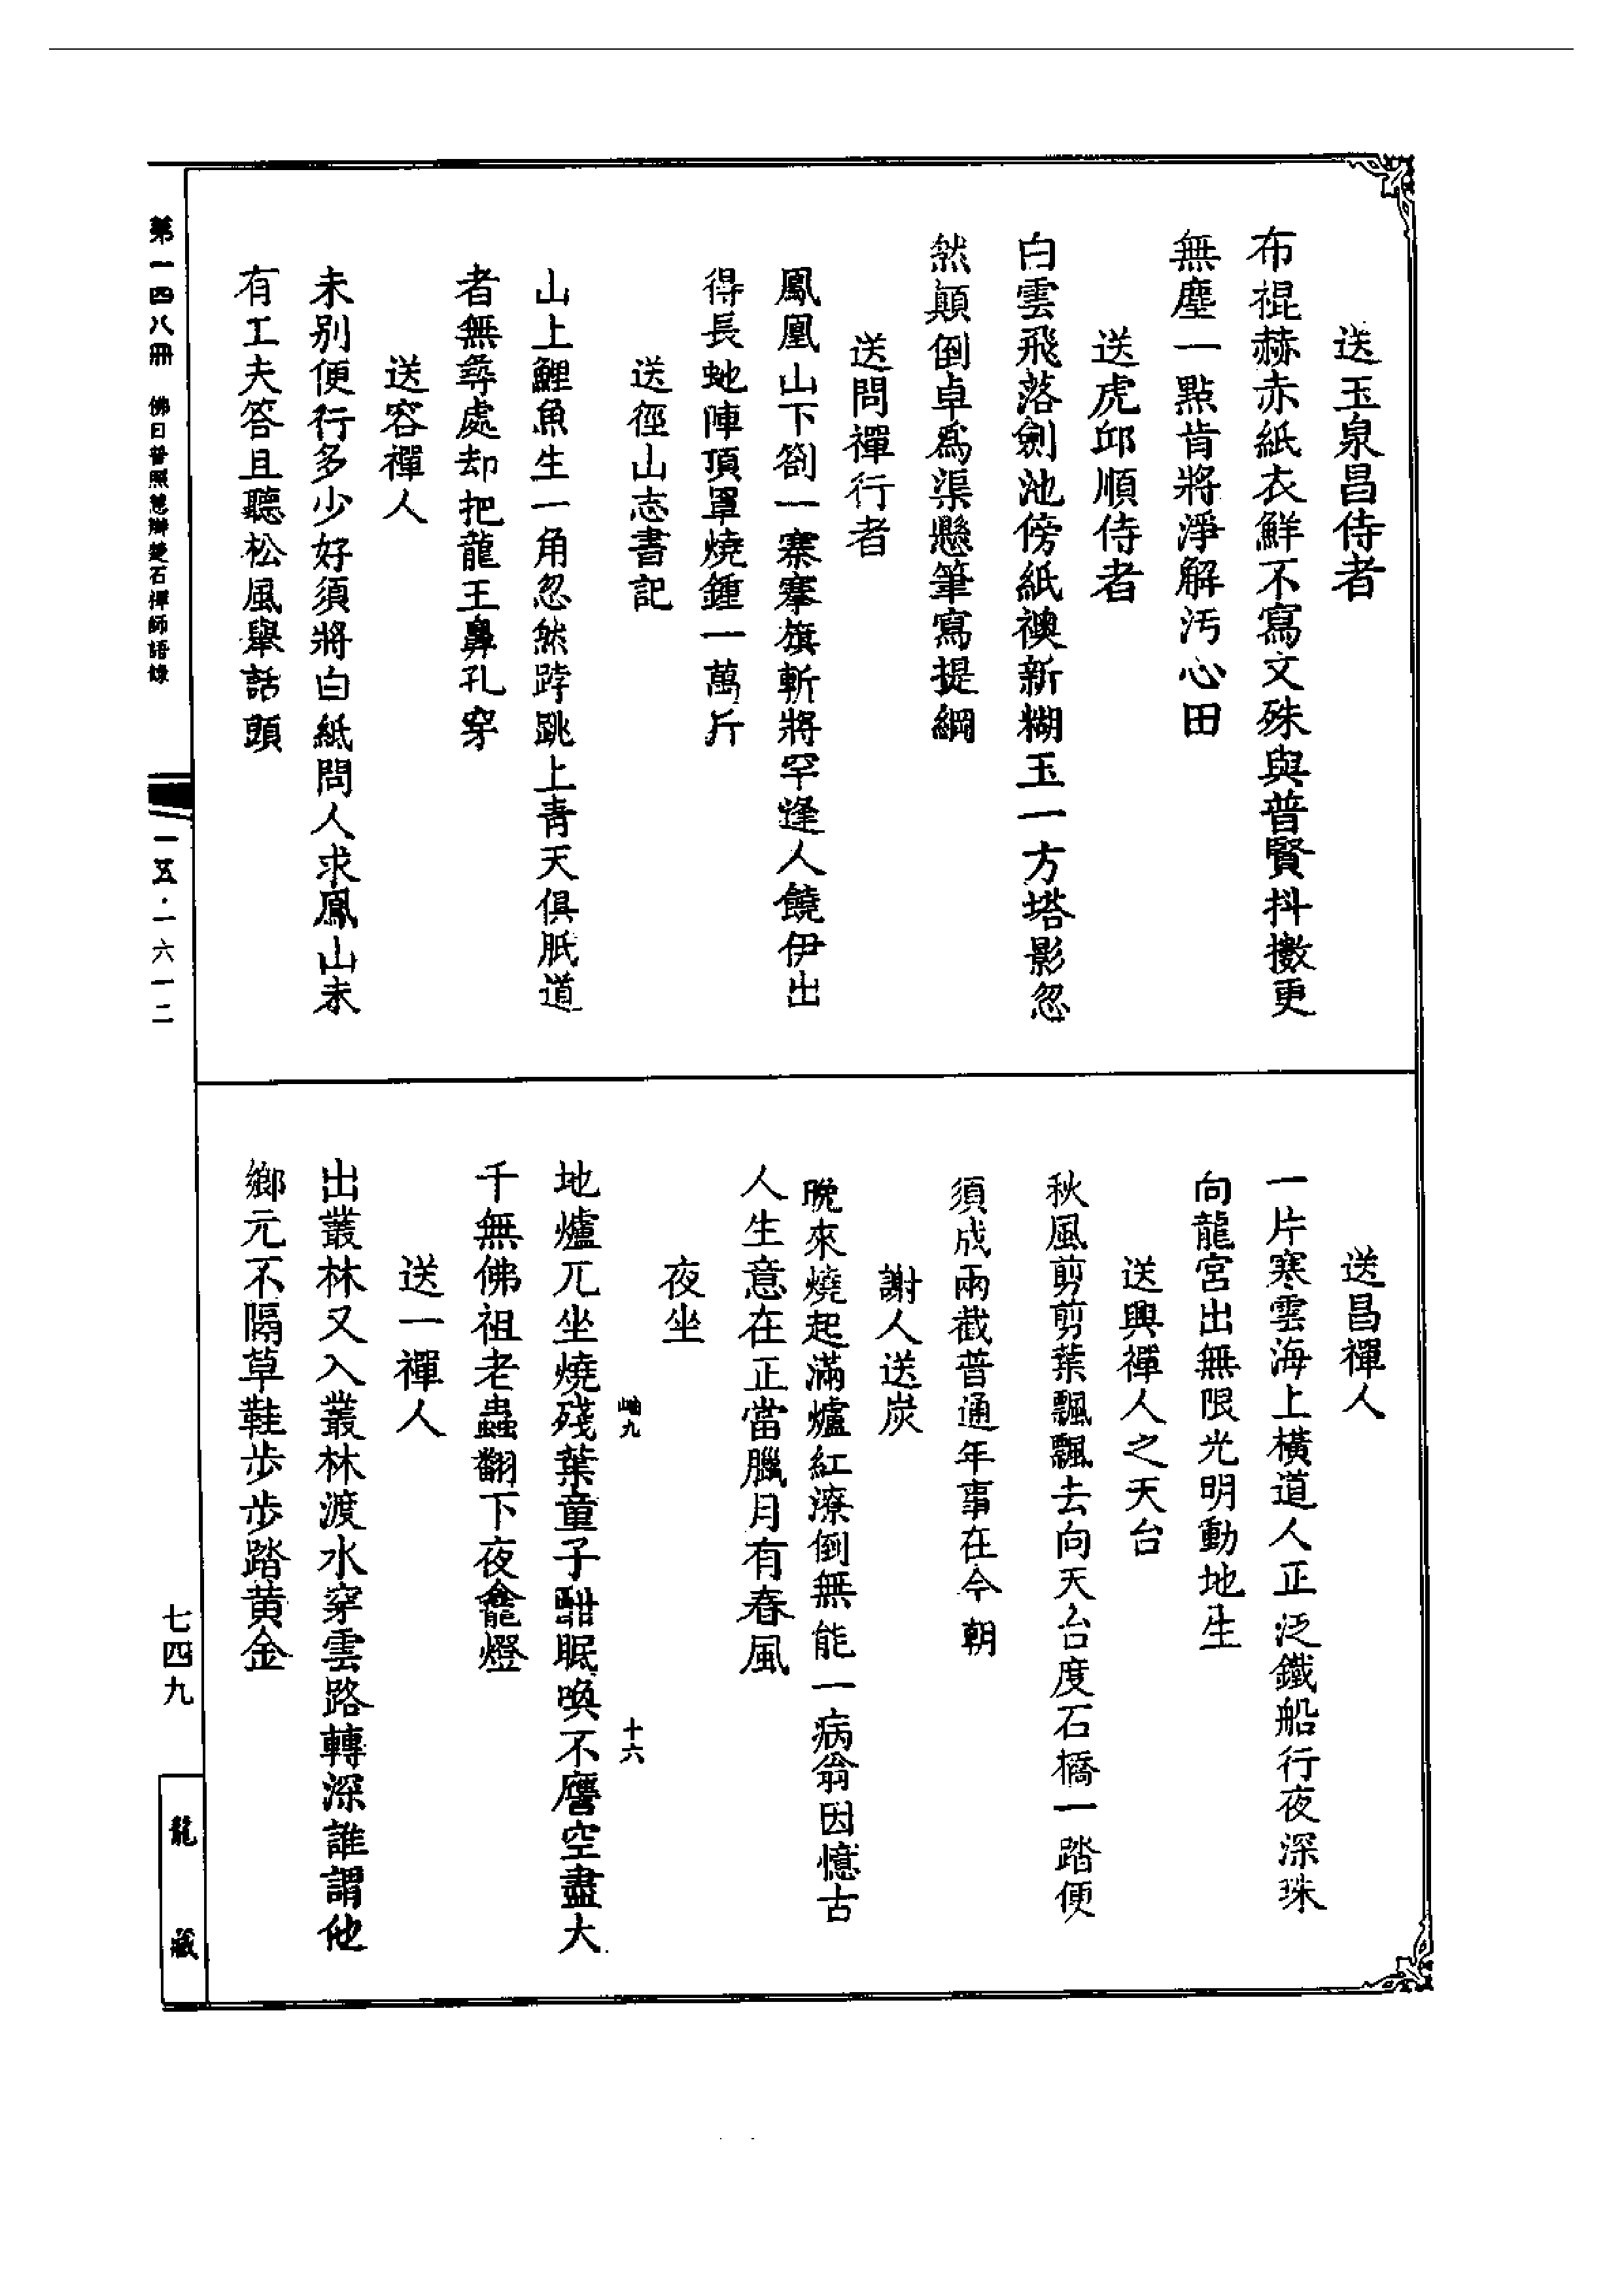 送玉泉昌侍者
布裩赫赤紙衣鮮不寫文殊與普賢抖擻更
無塵一點肯將淨解污心田
送虎邱順侍者
白雲飛落劍池傍紙襖新糊玉一方塔影忽
然顛倒卓爲渠懸筆寫提綱
送問禪行者
鳳凰山下劄一寨搴旗斬將罕逢人饒伊出
得長虵陣頂罩燒鍾一萬斤
送徑山志書記
山上鯉魚生一角忽然踍跳上青天俱胝道
者無尋處却把龍王鼻孔穿
送容禪人
未别便行多少好須將白紙問人求鳳山未
有工夫答且聽松風舉話頭
送昌禪人
一片寒雲海上橫道人正泛鐵船行夜深珠
向龍宮出無限光明動地生
送興禪人之天台
秋風剪剪葉飄飄去向天台度石橋一踏便
須成兩截普通年事在今朝
謝人送炭
晚來燒起滿爐紅潦倒無能一病翁因憶古
人生意在正當臘月有春風
夜坐
岫九
十六
地爐兀坐燒殘葉童子酣眠喚不譍空盡大
千無佛祖老蟲翻下夜龕燈
送一禪人
出叢林又入叢林渡水穿雲路轉深誰謂他
鄉元不隔草鞋步步踏黃金
第一四八冊
佛日普照慧辯楚石禪師語錄
一五·一六一二
七四九
龍藏